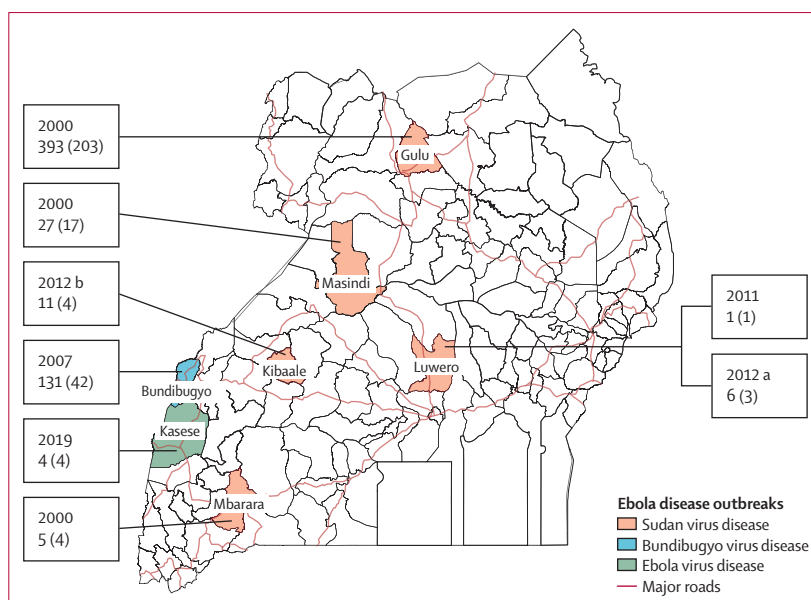 2000
393 (203)
Gulu
2000
27 (17)
Masindi
2012 b
11 (4)
Kibaale
2007
131 (42)
Bundibugyo
2019
4 (4)
Kasese
2000
5 (4)
Mbarara
Luwero
2011
1 (1)
2012 a
6 (3)
Ebola disease outbreaks
Sudan virus disease
Bundibugyo virus disease
Ebola virus disease
Major roads